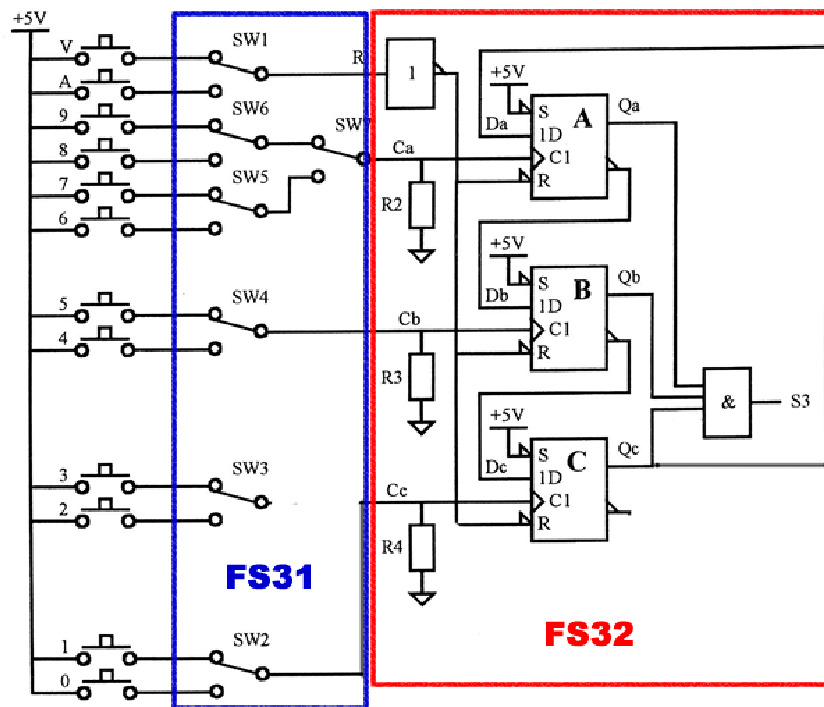 +5V
V
A
9
8
7
6
5
4
3
2
1
0
SW1
SW6
SW7
SW5
SW4
SW3
SW2
FS31
R
1
Ca
R2
Cb
R3
Cc
R4
+5V
S
Da
1D
C1
R
A
Qa
+5V
S
Db
1D
C1
R
B
Qb
+5V
S
Dc
1D
C1
R
C
Qc
&
S3
FS32